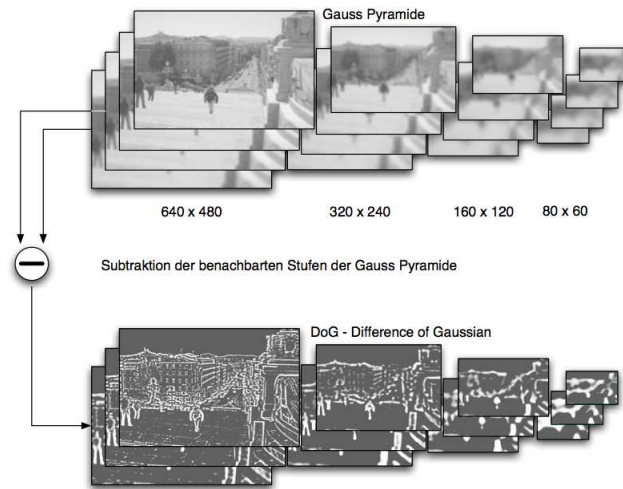 Gauss Pyramide
640 x 480
320 x 240
160 x 120
80 x 60
Subtraktion der benachbarten Stufen der Gauss Pyramide
DoG - Difference of Gaussian